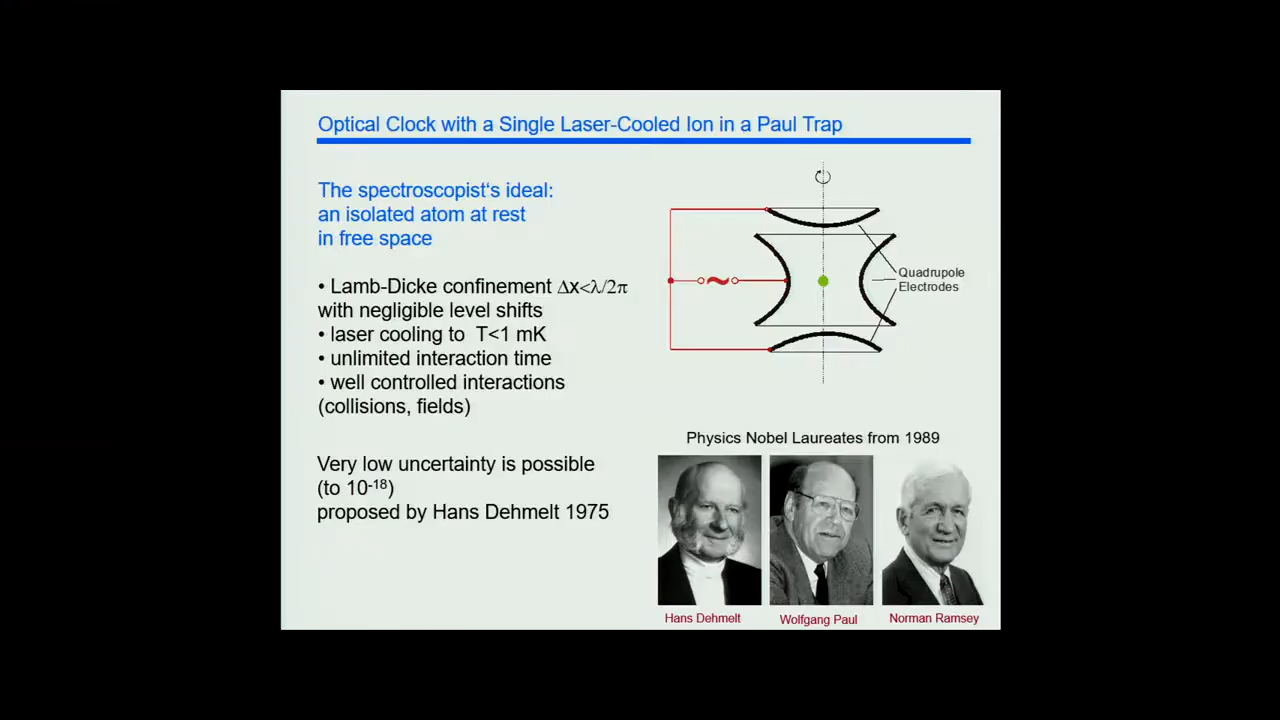 Optical Clock with a Single Laser-Cooled Ion in a Paul Trap
The spectroscopist‘s ideal:
an isolated atom at rest
in free space
• Lamb-Dicke confinement Δx<λ/2π
with negligible level shifts
• laser cooling to T<1 mK
• unlimited interaction time
• well controlled interactions
(collisions, fields)
Very low uncertainty is possible
(to 10⁻¹⁸)
proposed by Hans Dehmelt 1975
Quadrupole
Electrodes
Physics Nobel Laureates from 1989
Hans Dehmelt
Wolfgang Paul
Norman Ramsey